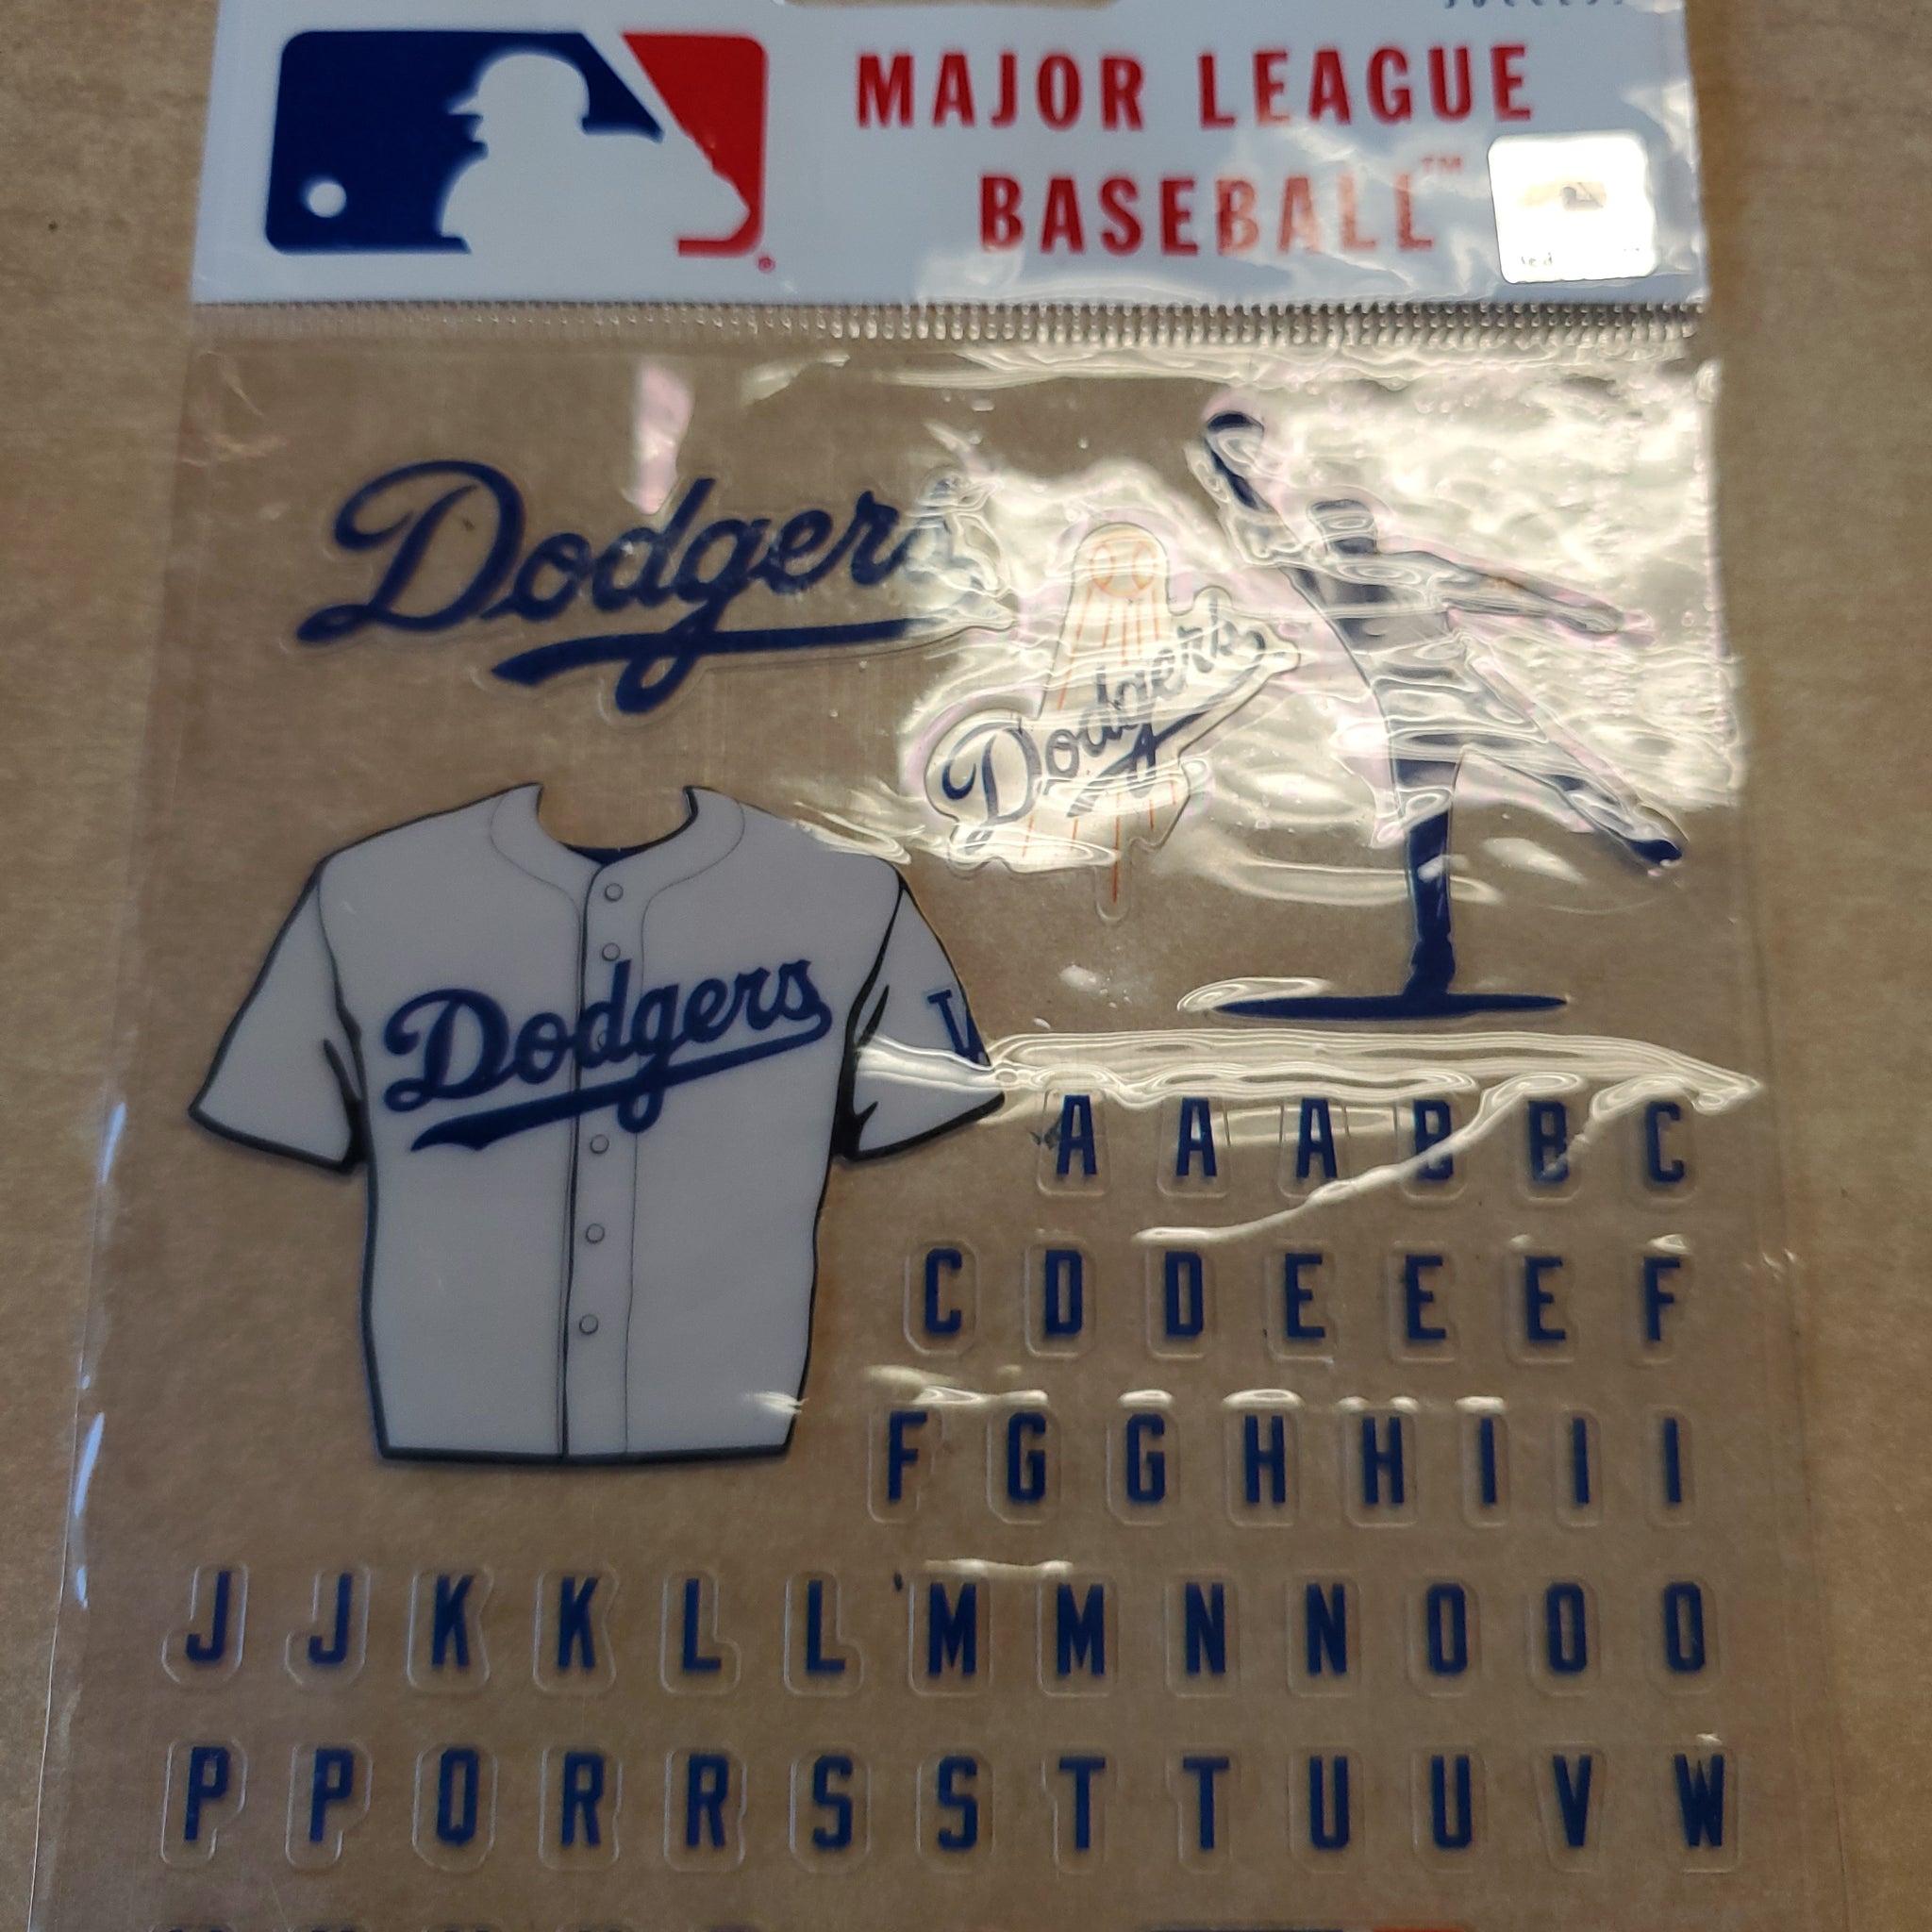 MAJOR LEAGUE
BASEBALL™
®
Dodgers
Dodgers
Dodgers
A A A B B C
C D D E E E F
F G G H H I I I
J J K K L L M M N N O O O
P P Q R R S S T T U U V W